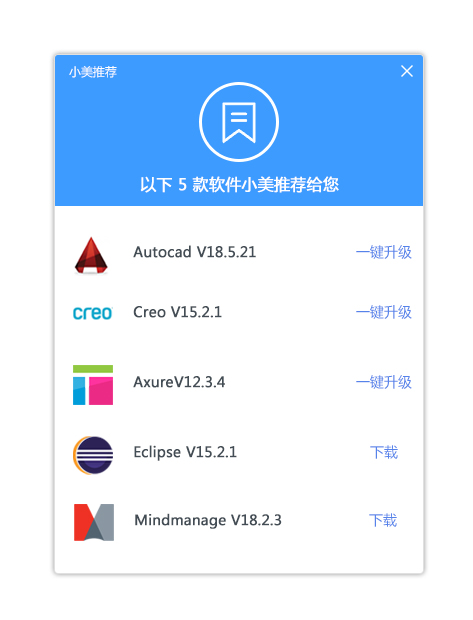 小美推荐
以下 5 款软件小美推荐给您
Autocad V18.5.21 一键升级
creo Creo V15.2.1 一键升级
AxureV12.3.4 一键升级
Eclipse V15.2.1 下载
Mindmanage V18.2.3 下载